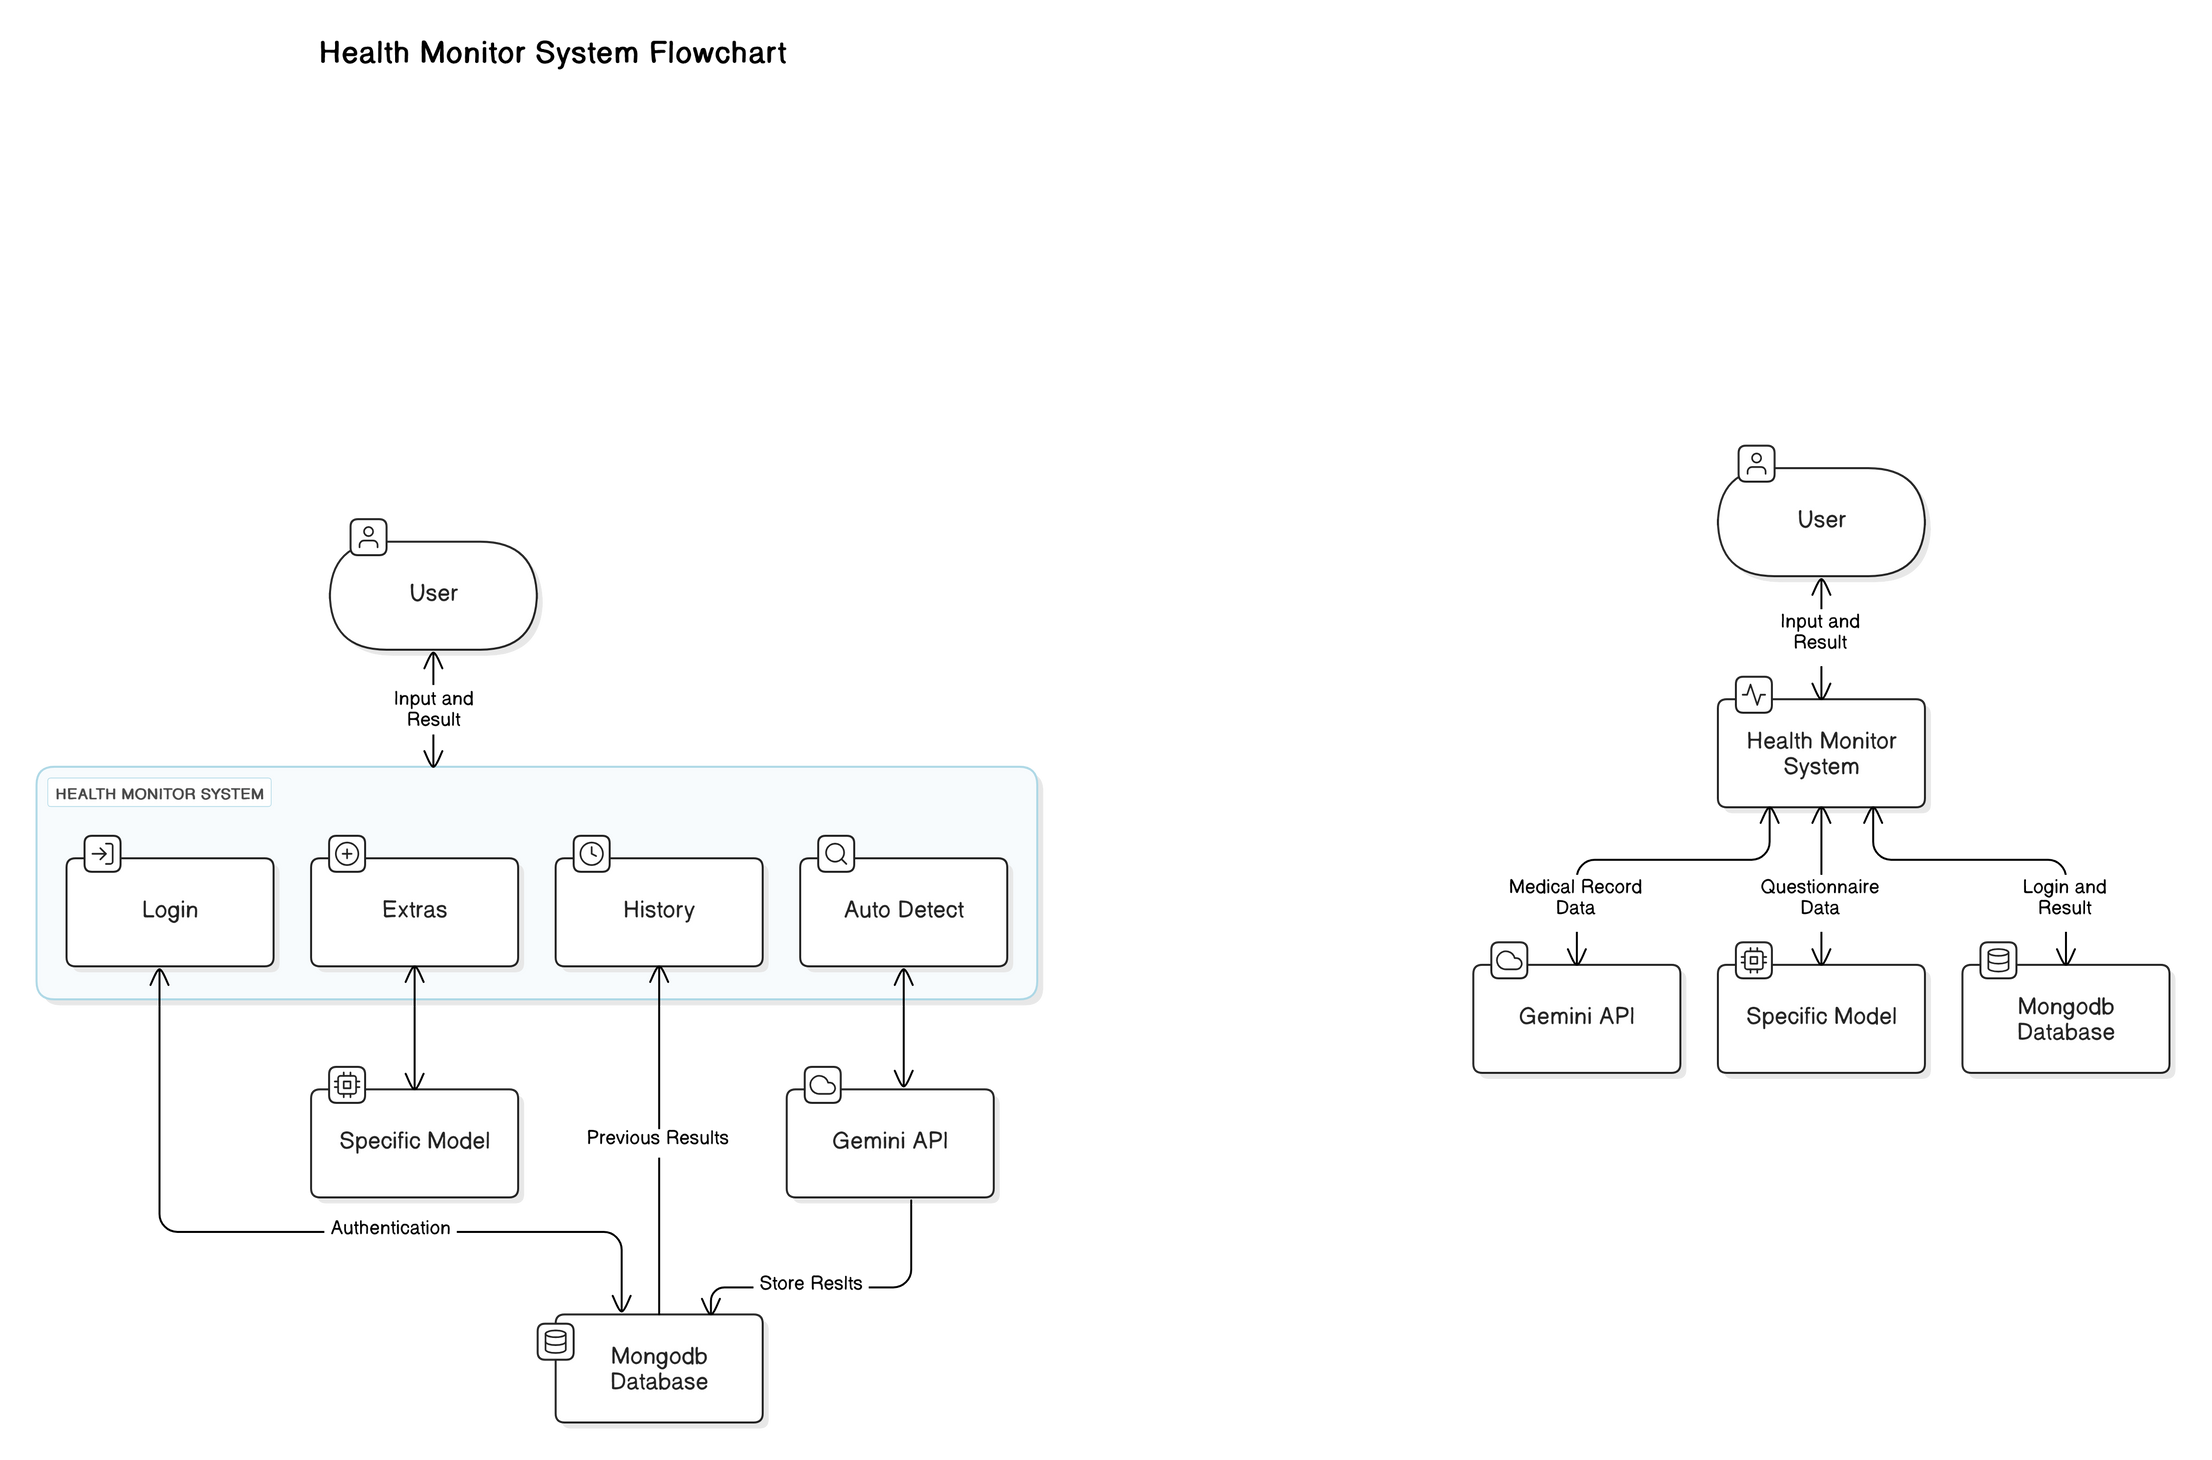 Health Monitor System Flowchart
User
Input and
Result
HEALTH MONITOR SYSTEM
Login
Extras
History
Auto Detect
Specific Model
Previous Results
Gemini API
Authentication
Store Reslts
Mongodb
Database
User
Input and
Result
Health Monitor
System
Medical Record
Data
Questionnaire
Data
Login and
Result
Gemini API
Specific Model
Mongodb
Database